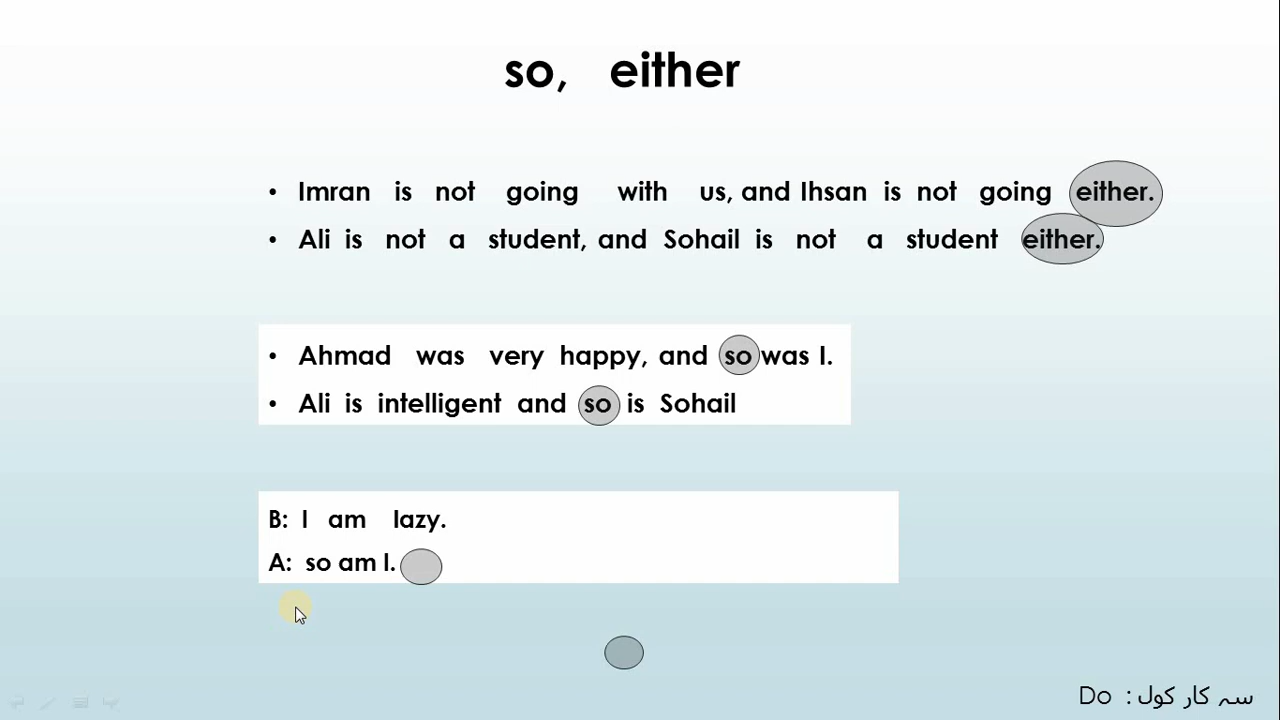 so, either
• Imran is not going with us, and Ihsan is not going either.
• Ali is not a student, and Sohail is not a student either.
• Ahmad was very happy, and so was I.
• Ali is intelligent and so is Sohail
B: I am lazy.
A: so am I.
Do : سہ کار کول